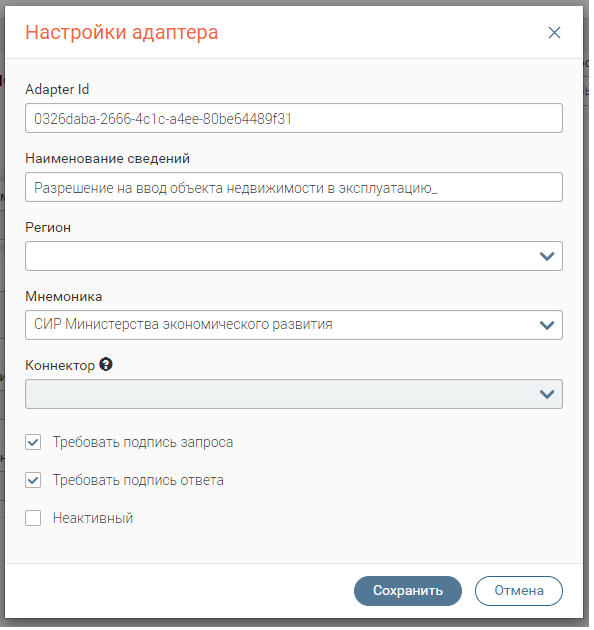 Настройки адаптера
Adapter Id
0326daba-2666-4c1c-a4ee-80be64489f31
Наименование сведений
Разрешение на ввод объекта недвижимости в эксплуатацию_
Регион
Мнемоника
СИР Министерства экономического развития
Коннектор
Требовать подпись запроса
Требовать подпись ответа
Неактивный
Сохранить Отмена